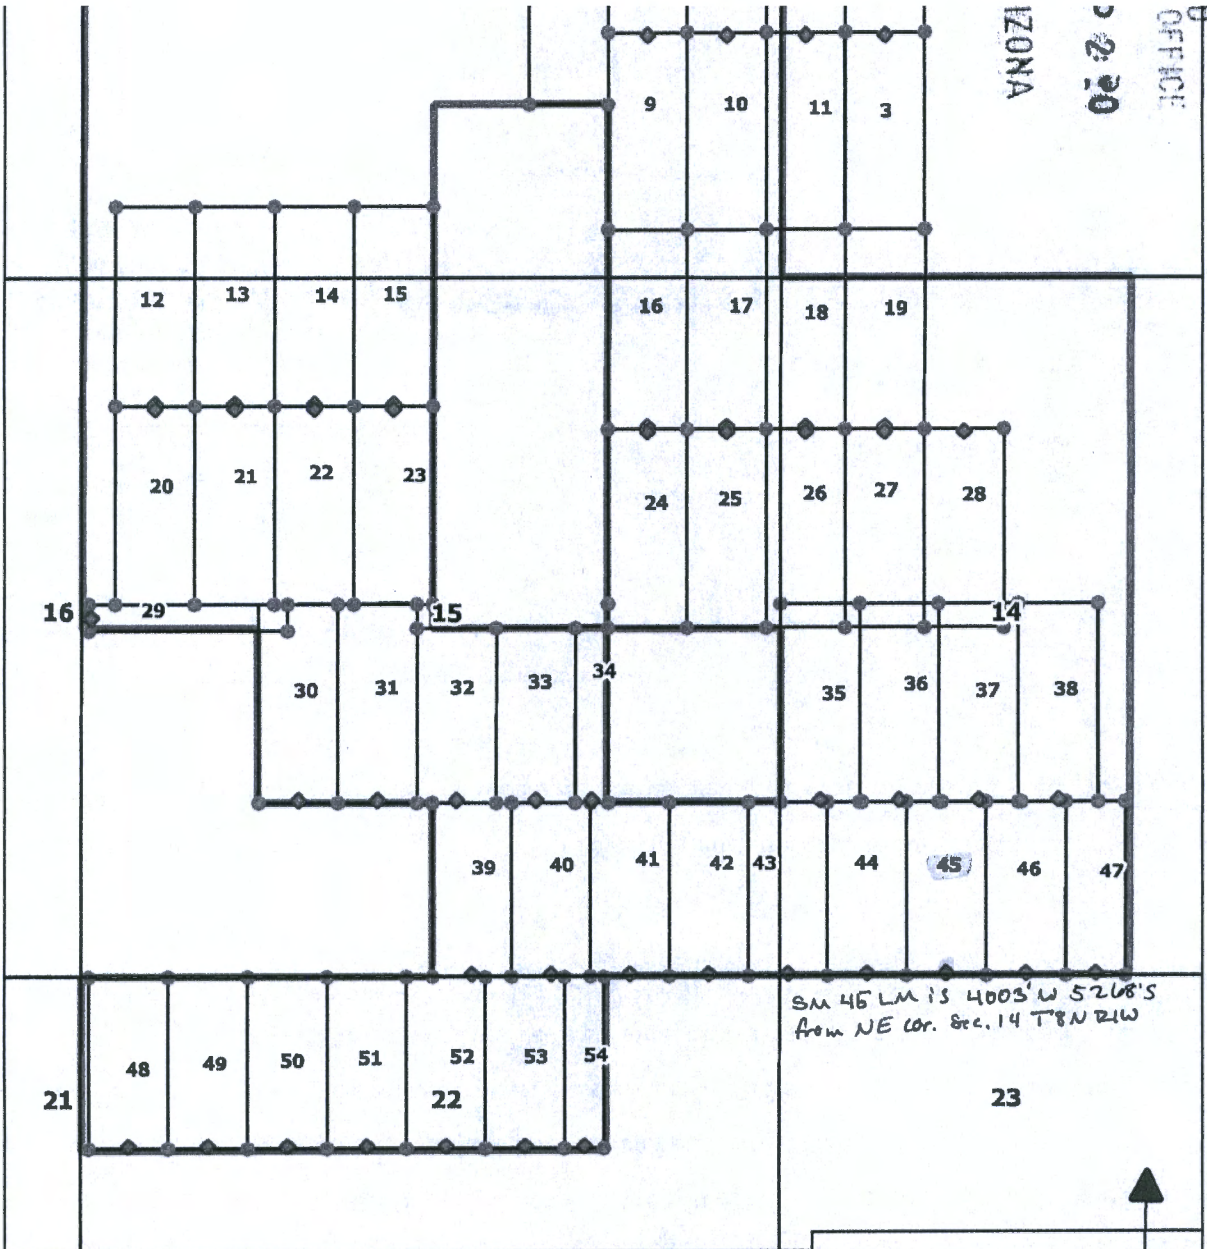 OFFICE
IZONA
9 10 11 3
12 13 14 15 16 17 18 19
20 21 22 23 24 25 26 27 28
16 29 15 14
30 31 32 33 34 35 36 37 38
39 40 41 42 43 44 45 46 47
SM 45 LM is 4003' W 5268's
from NE cor. Sec. 14 T8N R1W
48 49 50 51 52 53 54
21 22 23